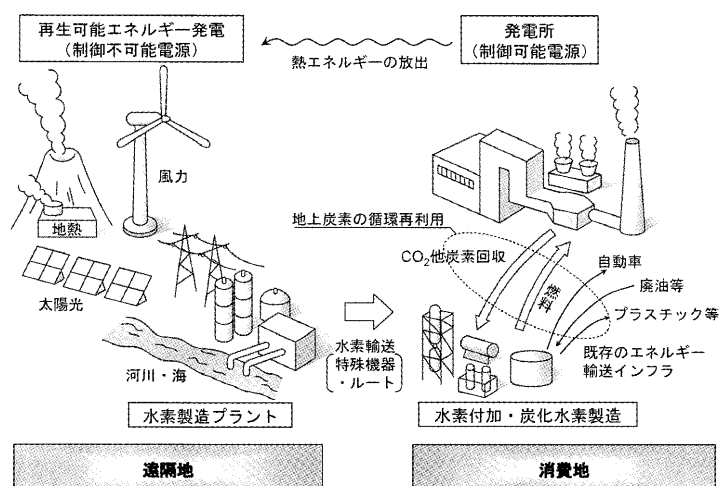 再生可能エネルギー発電
(制御不可能電源)
発電所
(制御可能電源)
熱エネルギーの放出
風力
地熱
太陽光
地上炭素の循環再利用
CO₂他炭素回収
燃料
自動車
廃油等
プラスチック等
既存のエネルギー
輸送インフラ
水素輸送
特殊機器
・ルート
河川・海
水素製造プラント
水素付加・炭化水素製造
遠隔地
消費地